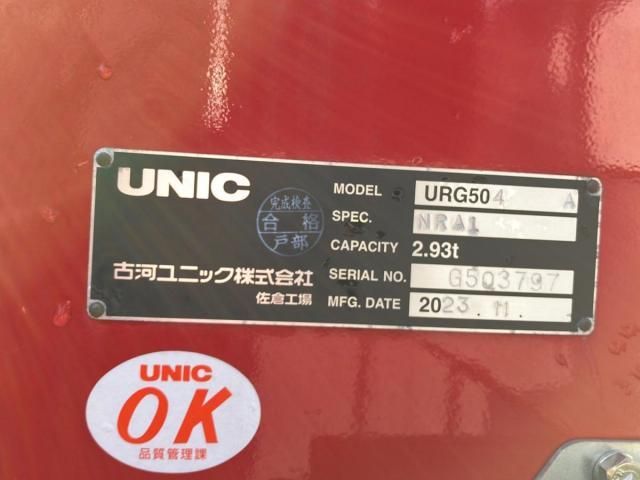 UNIC
MODEL URG504 A
SPEC. NRA1
CAPACITY 2.93t
SERIAL NO. G5Q3797
MFG. DATE 2023 11
完成検査
合格
戸部
古河ユニック株式会社
佐倉工場
UNIC
OK
品質管理課